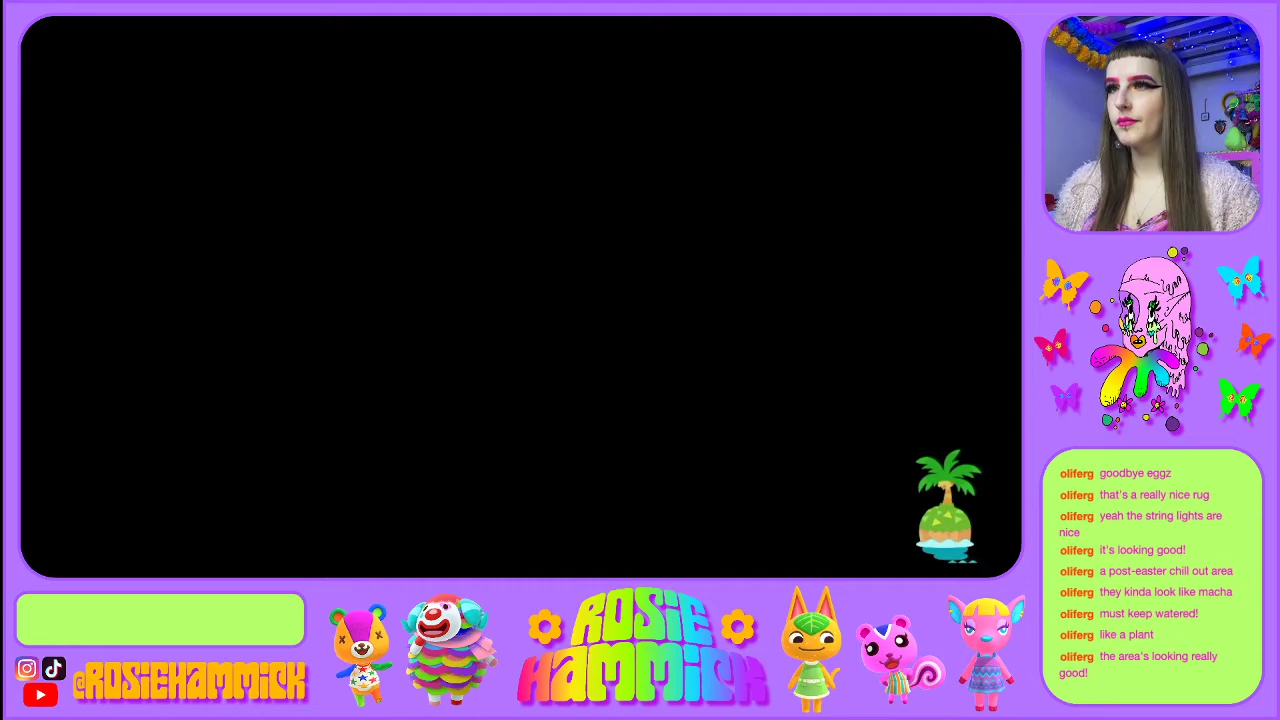 oliferg goodbye eggz
oliferg that's a really nice rug
oliferg yeah the string lights are
nice
oliferg it's looking good!
oliferg a post-easter chill out area
oliferg they kinda look like macha
oliferg must keep watered!
oliferg like a plant
oliferg the area's looking really
good!
ROSIE
HAMMICK
@ROSIEHAMMICK